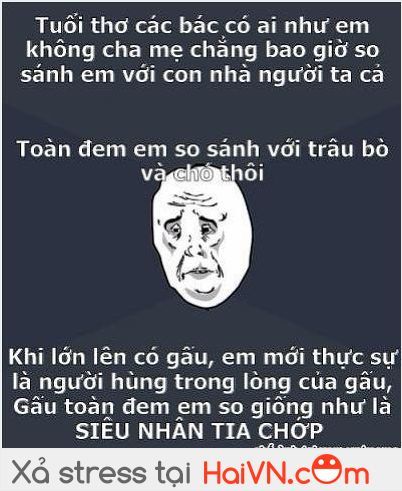 Tuổi thơ các bác có ai như em
không cha mẹ chẳng bao giờ so
sánh em với con nhà người ta cả
Toàn đem em so sánh với trâu bò
và chó thôi
Khi lớn lên có gấu, em mới thực sự
là người hùng trong lòng của gấu,
Gấu toàn đem em so giống như là
SIÊU NHÂN TIA CHỚP
Xả stress tại HaiVN.com